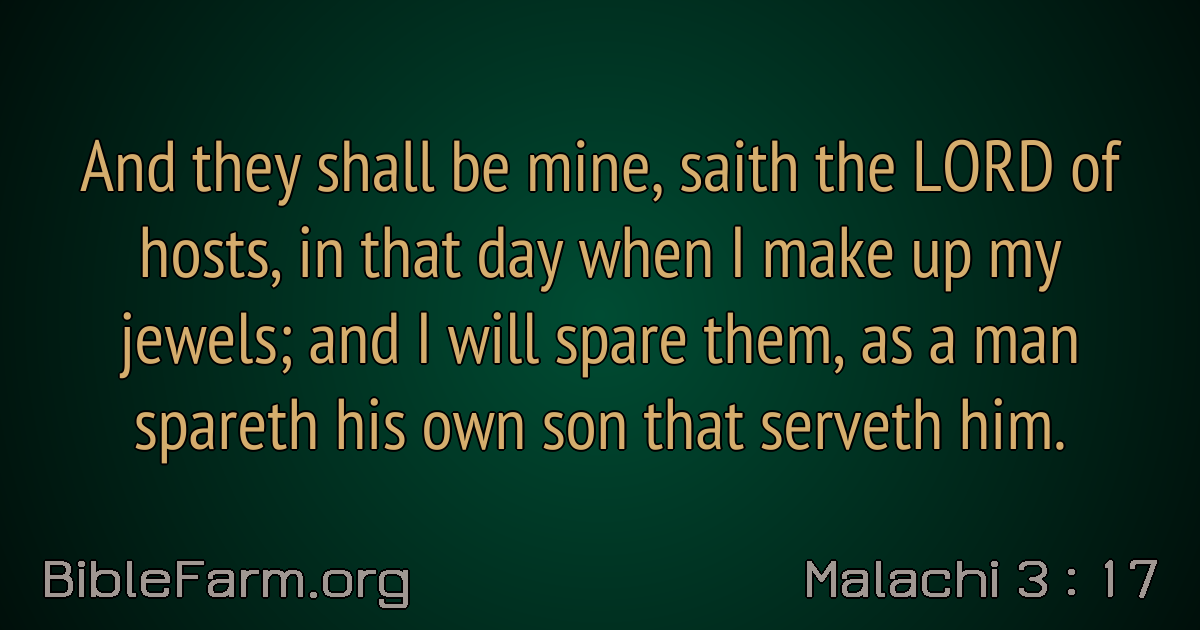 And they shall be mine, saith the LORD of
hosts, in that day when I make up my
jewels; and I will spare them, as a man
spareth his own son that serveth him.
BibleFarm.org
Malachi 3 : 17